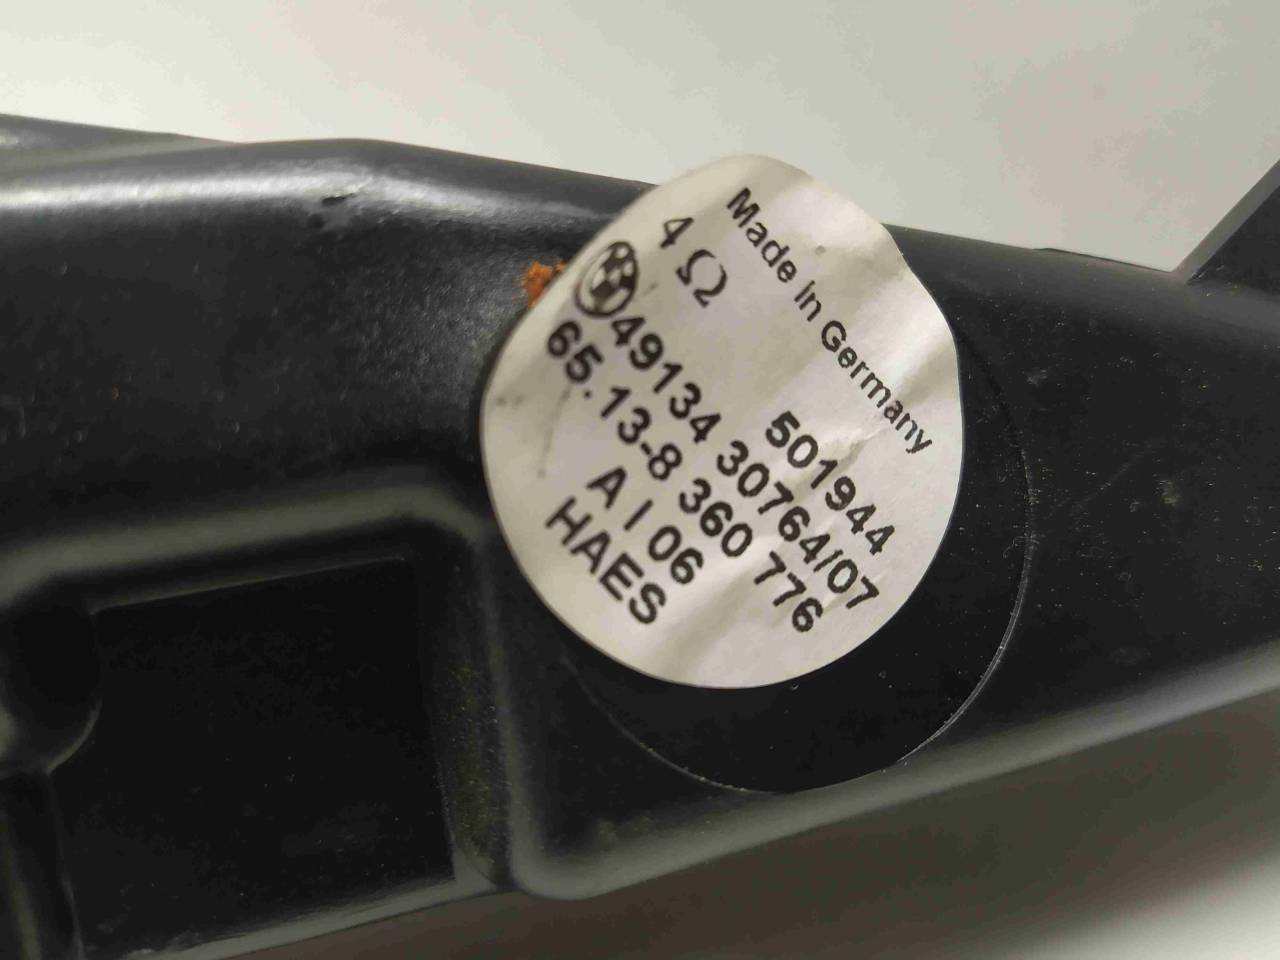 Made in Germany
4 Ω
501944
49134 30764/07
65.13-8 360 776
A I 06
HAES